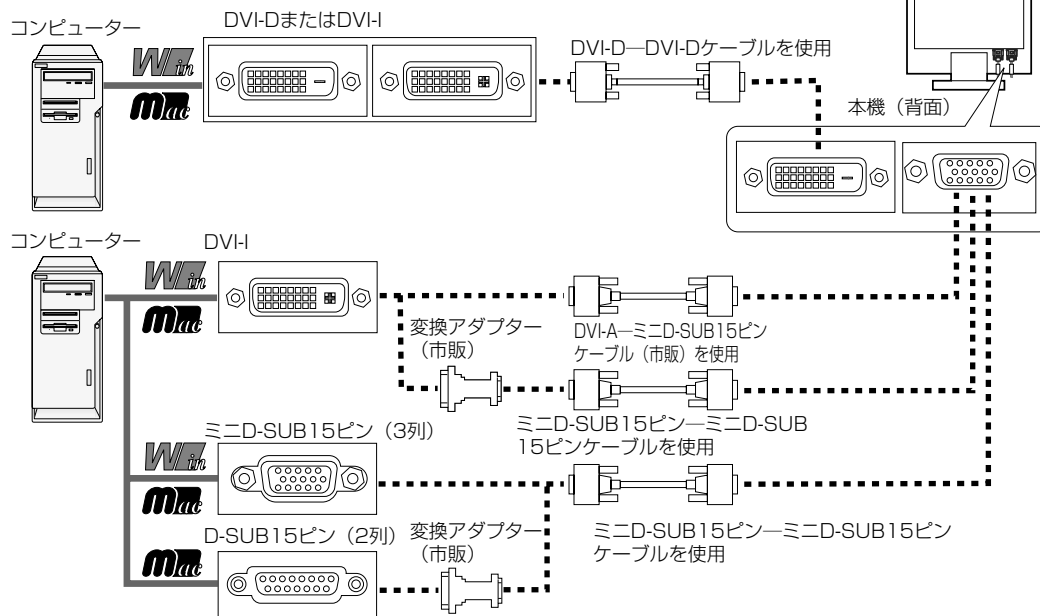 コンピューター
DVI-DまたはDVI-I
Win
Mac
DVI-D―DVI-Dケーブルを使用
本機（背面）
コンピューター
DVI-I
Win
Mac
変換アダプター
（市販）
DVI-A―ミニD-SUB15ピン
ケーブル（市販）を使用
ミニD-SUB15ピン―ミニD-SUB
15ピンケーブルを使用
ミニD-SUB15ピン（3列）
Win
Mac
D-SUB15ピン（2列）
Mac
変換アダプター
（市販）
ミニD-SUB15ピン―ミニD-SUB15ピン
ケーブルを使用